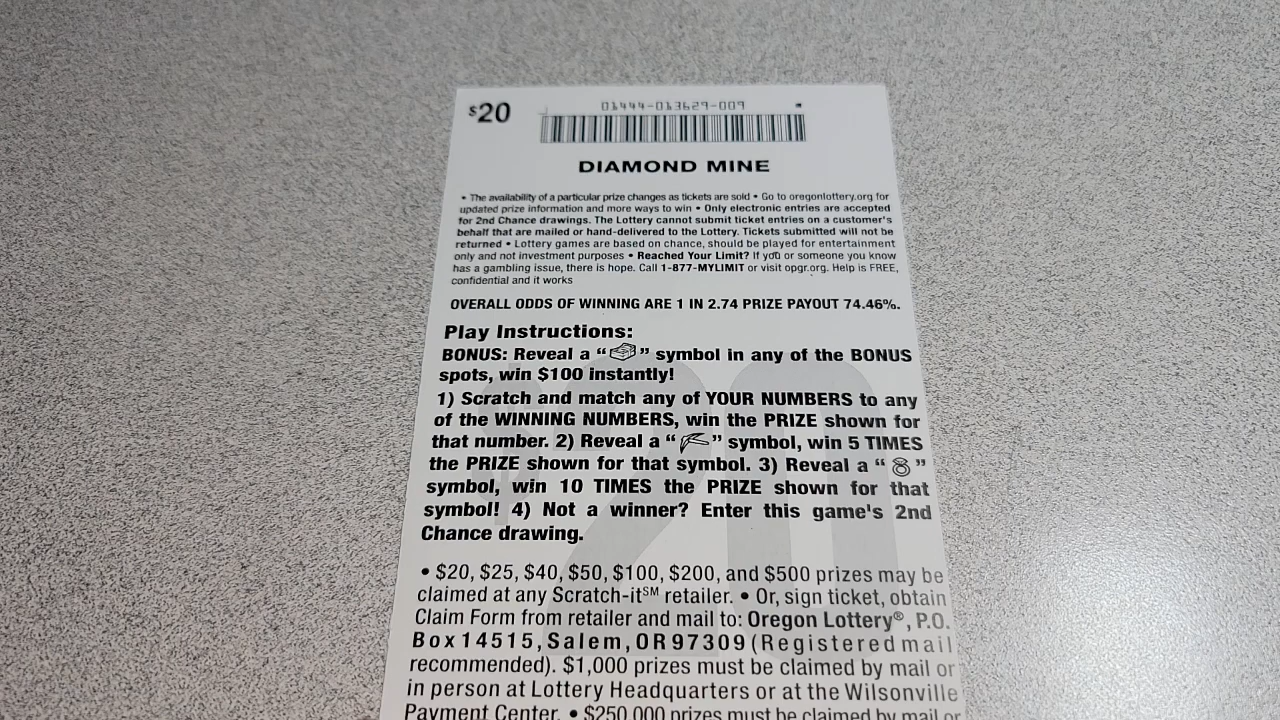 $20
01444-013629-009
DIAMOND MINE
• The availability of a particular prize changes as tickets are sold • Go to oregonlottery.org for
updated prize information and more ways to win • Only electronic entries are accepted
for 2nd Chance drawings. The Lottery cannot submit ticket entries on a customer's
behalf that are mailed or hand-delivered to the Lottery. Tickets submitted will not be
returned • Lottery games are based on chance, should be played for entertainment
only and not investment purposes • Reached Your Limit? If you or someone you know
has a gambling issue, there is hope. Call 1-877-MYLIMIT or visit opgr.org. Help is FREE,
confidential and it works
OVERALL ODDS OF WINNING ARE 1 IN 2.74 PRIZE PAYOUT 74.46%.
Play Instructions:
BONUS: Reveal a “ ” symbol in any of the BONUS
spots, win $100 instantly!
1) Scratch and match any of YOUR NUMBERS to any
of the WINNING NUMBERS, win the PRIZE shown for
that number. 2) Reveal a “ ” symbol, win 5 TIMES
the PRIZE shown for that symbol. 3) Reveal a “ ”
symbol, win 10 TIMES the PRIZE shown for that
symbol! 4) Not a winner? Enter this game's 2nd
Chance drawing.
• $20, $25, $40, $50, $100, $200, and $500 prizes may be
claimed at any Scratch-it℠ retailer. • Or, sign ticket, obtain
Claim Form from retailer and mail to: Oregon Lottery®, P.O.
Box 14515, Salem, OR 97309 (Registered mail
recommended). $1,000 prizes must be claimed by mail or
in person at Lottery Headquarters or at the Wilsonville
Payment Center. • $250,000 prizes must be claimed by mail or
$20